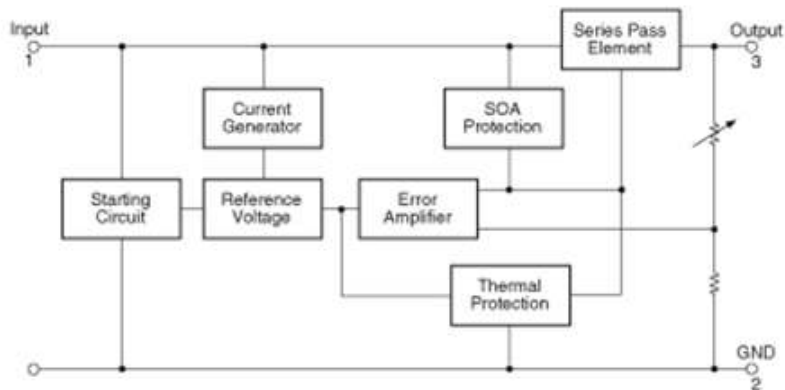 Input
1
Series Pass
Element
Output
3
Current
Generator
SOA
Protection
Starting
Circuit
Reference
Voltage
Error
Amplifier
Thermal
Protection
GND
2